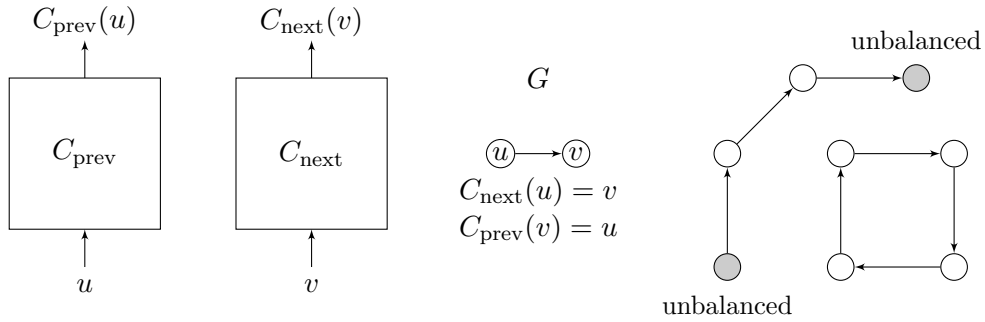 C_prev(u)
C_prev
u
C_next(v)
C_next
v
G
u v
C_next(u) = v
C_prev(v) = u
unbalanced
unbalanced